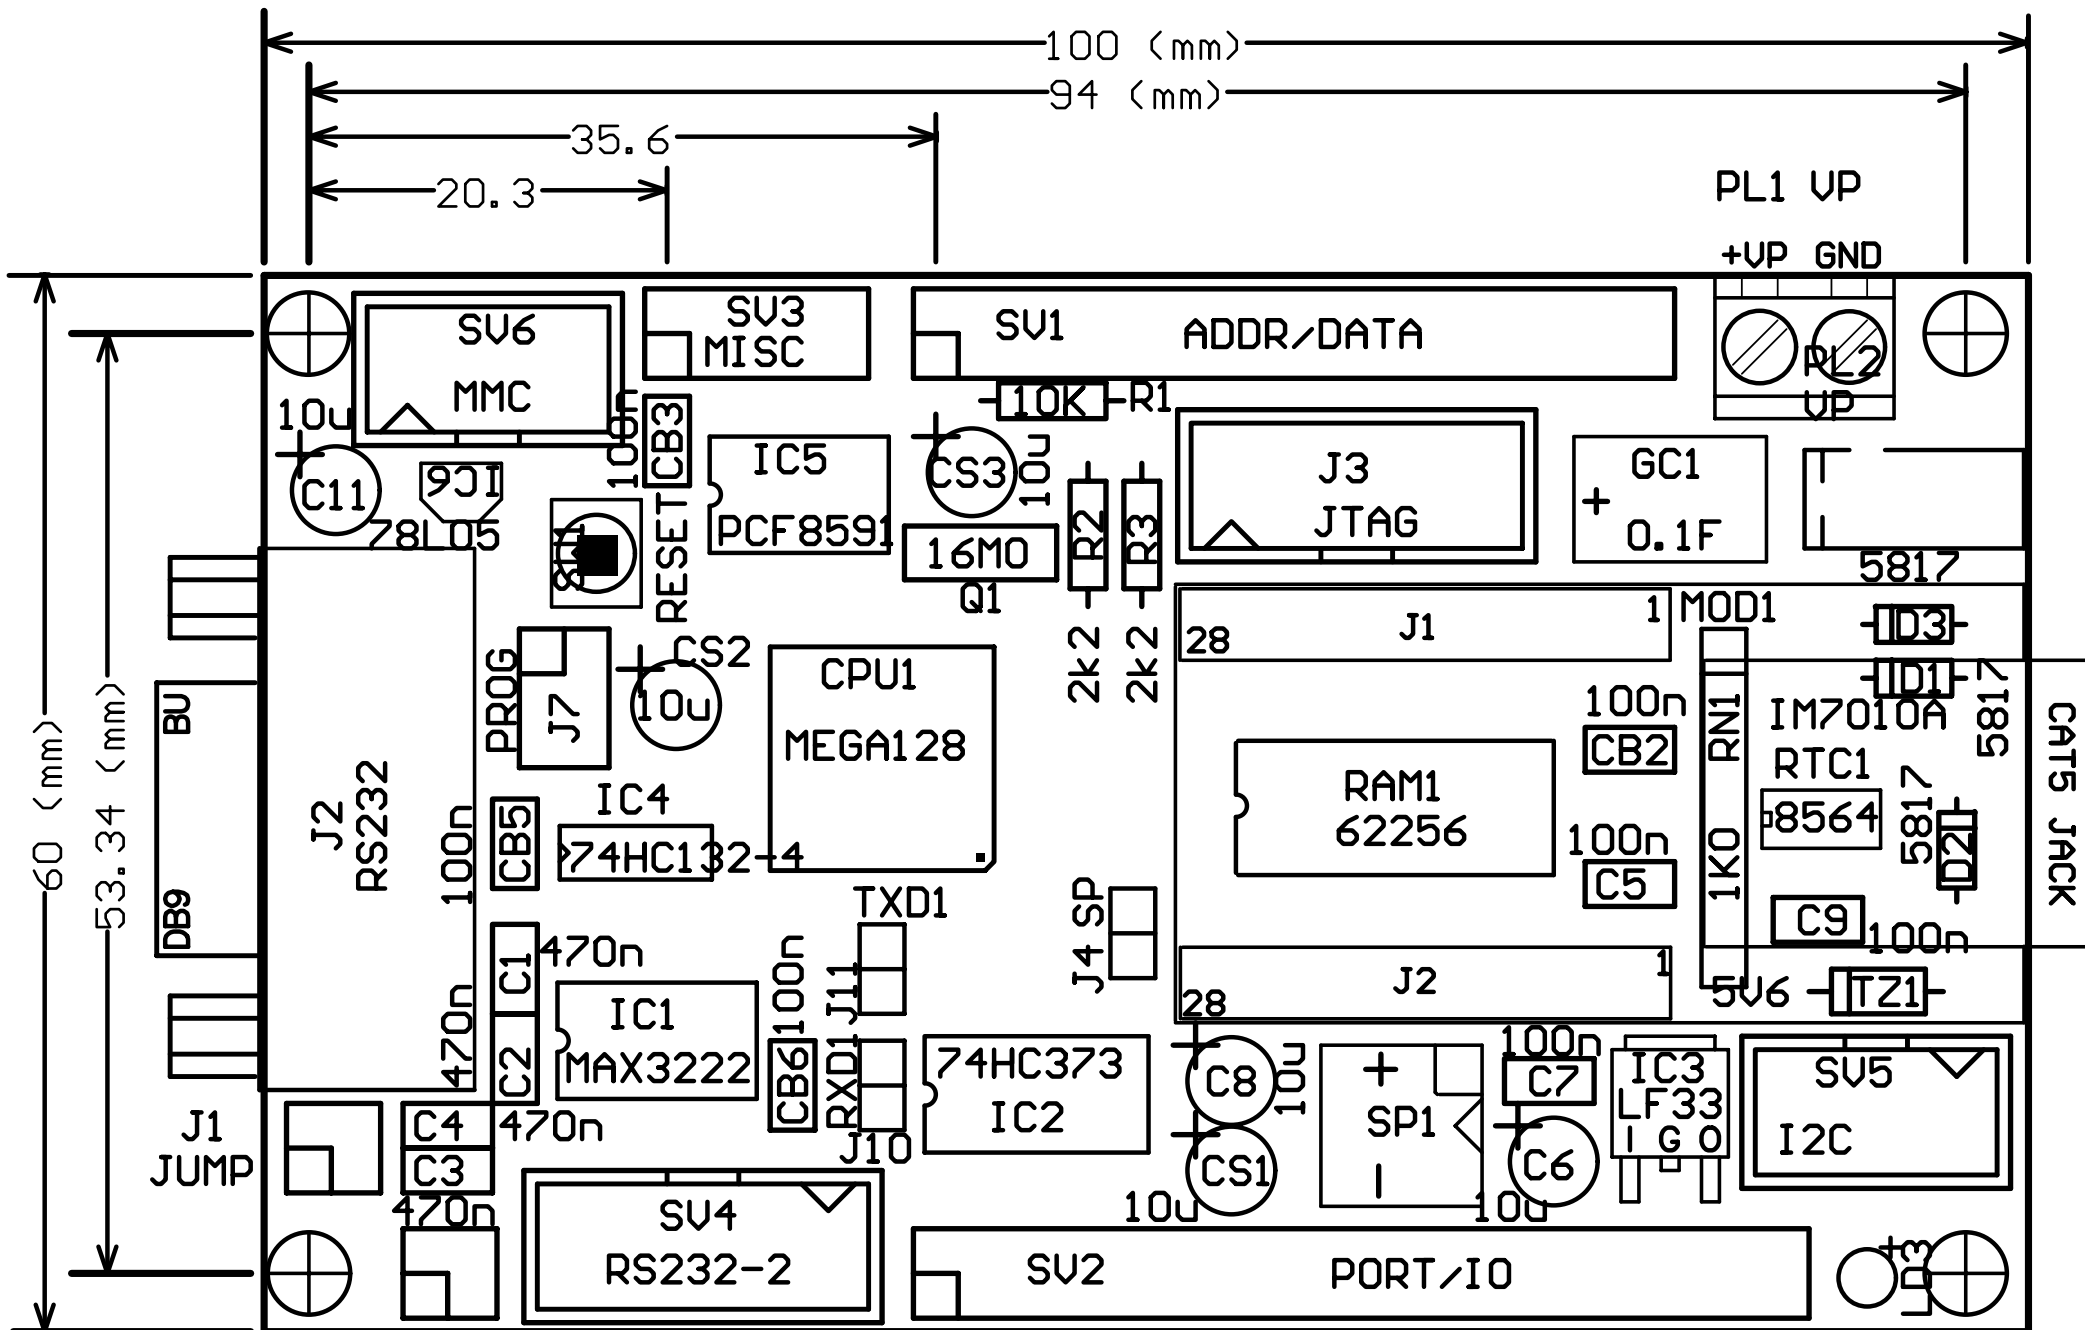 100 (mm)
94 (mm)
35.6
20.3
PL1 VP
+VP GND
SV6
MMC
SV3
MISC
SV1
ADDR/DATA
PL2
VP
10u
C11
IC6
78L05
100n
CB3
RESET
IC5
PCF8591
CS3
10u
10K
R1
16MO
Q1
R2
2k2
R3
2k2
J3
JTAG
GC1
+
0.1F
5817
D3
D1
5817
MOD1
J1
1
28
60 (mm)
53.34 (mm)
BU
DB9
J2
RS232
PROG
J7
CS2
10u
CPU1
MEGA128
100n
CB2
RN1
1K0
IM7010A
RTC1
8564
5817
D2
CAT5 JACK
RAM1
62256
100n
C5
C9
100n
IC4
74HC132-4
100n
CB5
TXD1
J11
J4 SP
J2
1
28
5V6
TZ1
C1
470n
C2
470n
IC1
MAX3222
100n
CB6
RXD1
J10
74HC373
IC2
C8
10u
CS1
10u
+
SP1
100n
C7
C6
10u
IC3
LF33
I G O
SV5
I2C
J1
JUMP
C4
470n
C3
470n
SV4
RS232-2
SV2
PORT/IO
+
LD3